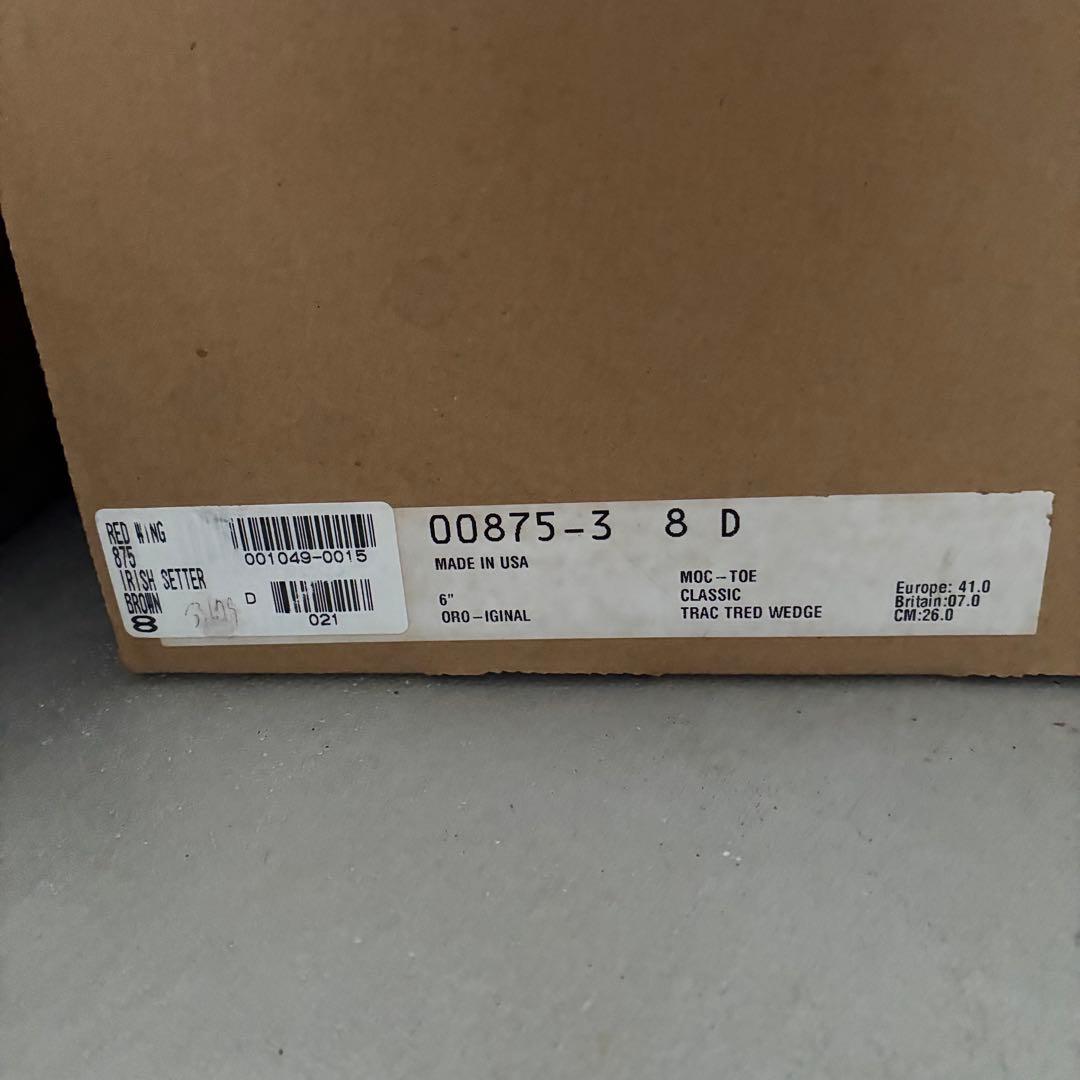 RED WING
875
IRISH SETTER
BROWN
8
001049-0015
D
021
00875-3 8 D
MADE IN USA
6"
ORO-IGINAL
MOC-TOE
CLASSIC
TRAC TRED WEDGE
Europe: 41.0
Britain:07.0
CM:26.0